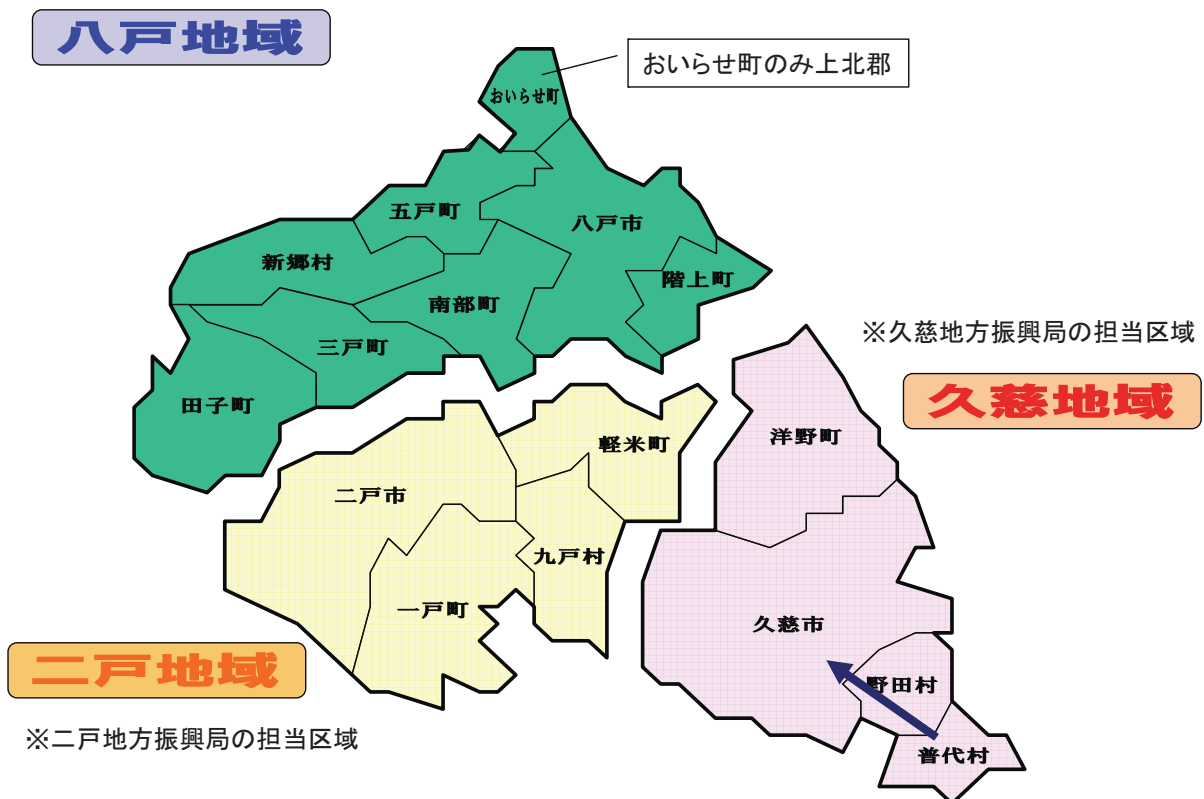 八戸地域
おいらせ町のみ上北郡
おいらせ町
五戸町
八戸市
新郷村
階上町
南部町
三戸町
田子町
※久慈地方振興局の担当区域
久慈地域
洋野町
軽米町
二戸市
九戸村
一戸町
久慈市
二戸地域
野田村
※二戸地方振興局の担当区域
普代村